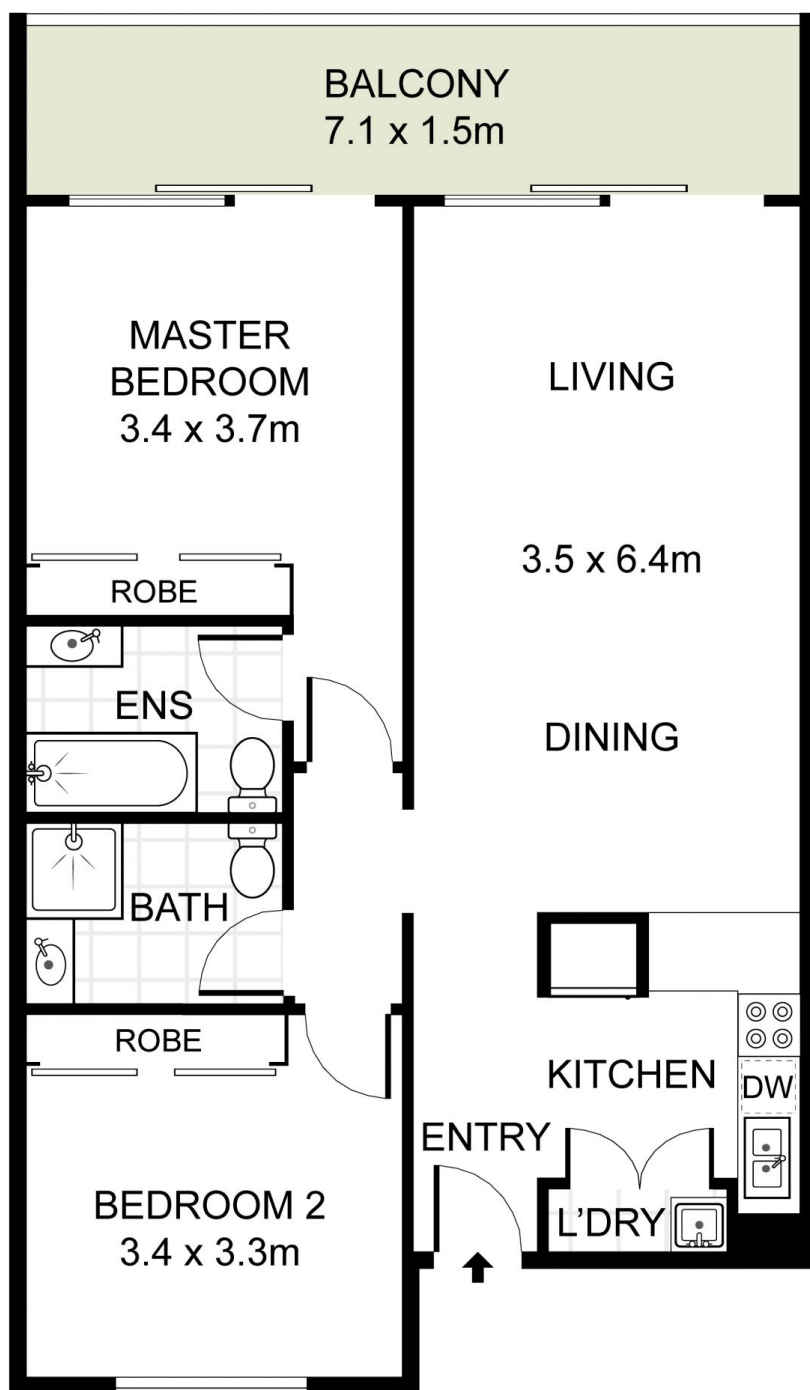 BALCONY
7.1 x 1.5m
MASTER
BEDROOM
3.4 x 3.7m
LIVING
3.5 x 6.4m
ROBE
ENS
DINING
BATH
ROBE
KITCHEN
DW
ENTRY
BEDROOM 2
3.4 x 3.3m
L'DRY